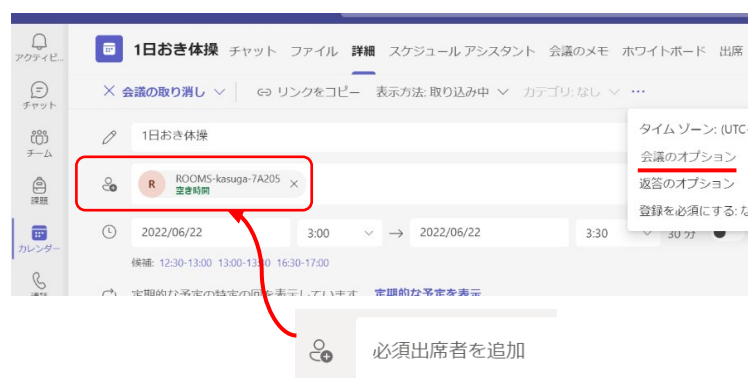 アクティビ...
1日おき体操 チャット ファイル 詳細 スケジュール アシスタント 会議のメモ ホワイトボード 出席
チャット
× 会議の取り消し リンクをコピー 表示方法: 取り込み中 カテゴリ: なし ...
チーム
1日おき体操
タイム ゾーン: (UTC
会議のオプション
課題
R ROOMS-kasuga-7A205 ×
空き時間
返答のオプション
登録を必須にする: な
カレンダー
2022/06/22 3:00 → 2022/06/22 3:30 30 分
候補: 12:30-13:00 13:00-13:30 16:30-17:00
定期的な予定の特定の回を表示しています。 定期的な予定を表示
必須出席者を追加